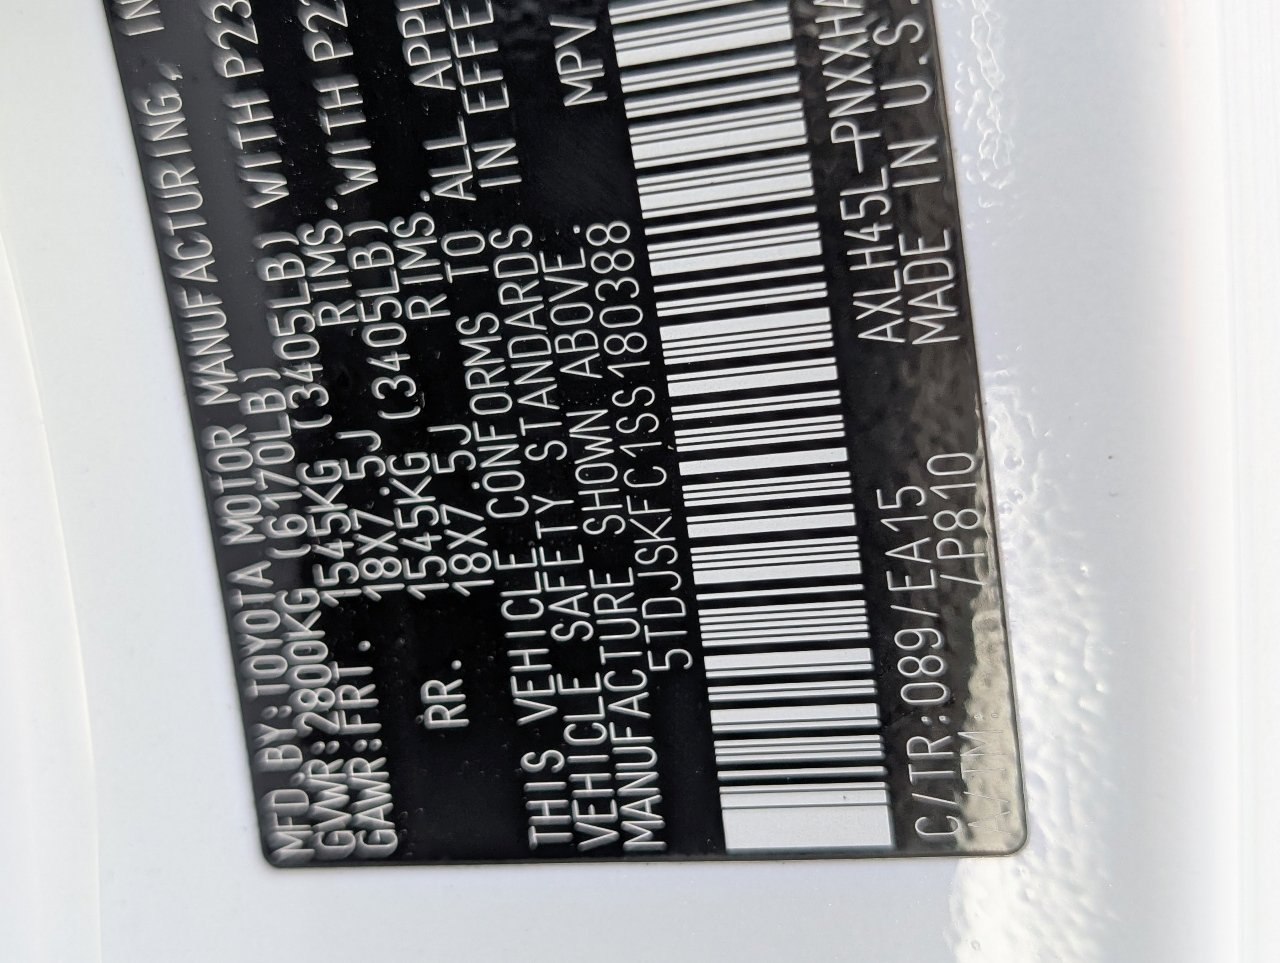 MFD.BY:TOYOTA MOTOR MANUFACTURING, IN
GVWR:2800KG (6170LB)
GAWR:FRT. 1545KG (3405LB) WITH P23
18X7.5J RIMS.
RR. 1545KG (3405LB) WITH P22
18X7.5J RIMS.
THIS VEHICLE CONFORMS TO ALL APPL
VEHICLE SAFETY STANDARDS IN EFFE
MANUFACTURE SHOWN ABOVE.
5TDJSKFC1SS180388 MPV
C/TR:089/EA15 AXLH45L-PNXXHA
A/TM: /P810 MADE IN U.S.